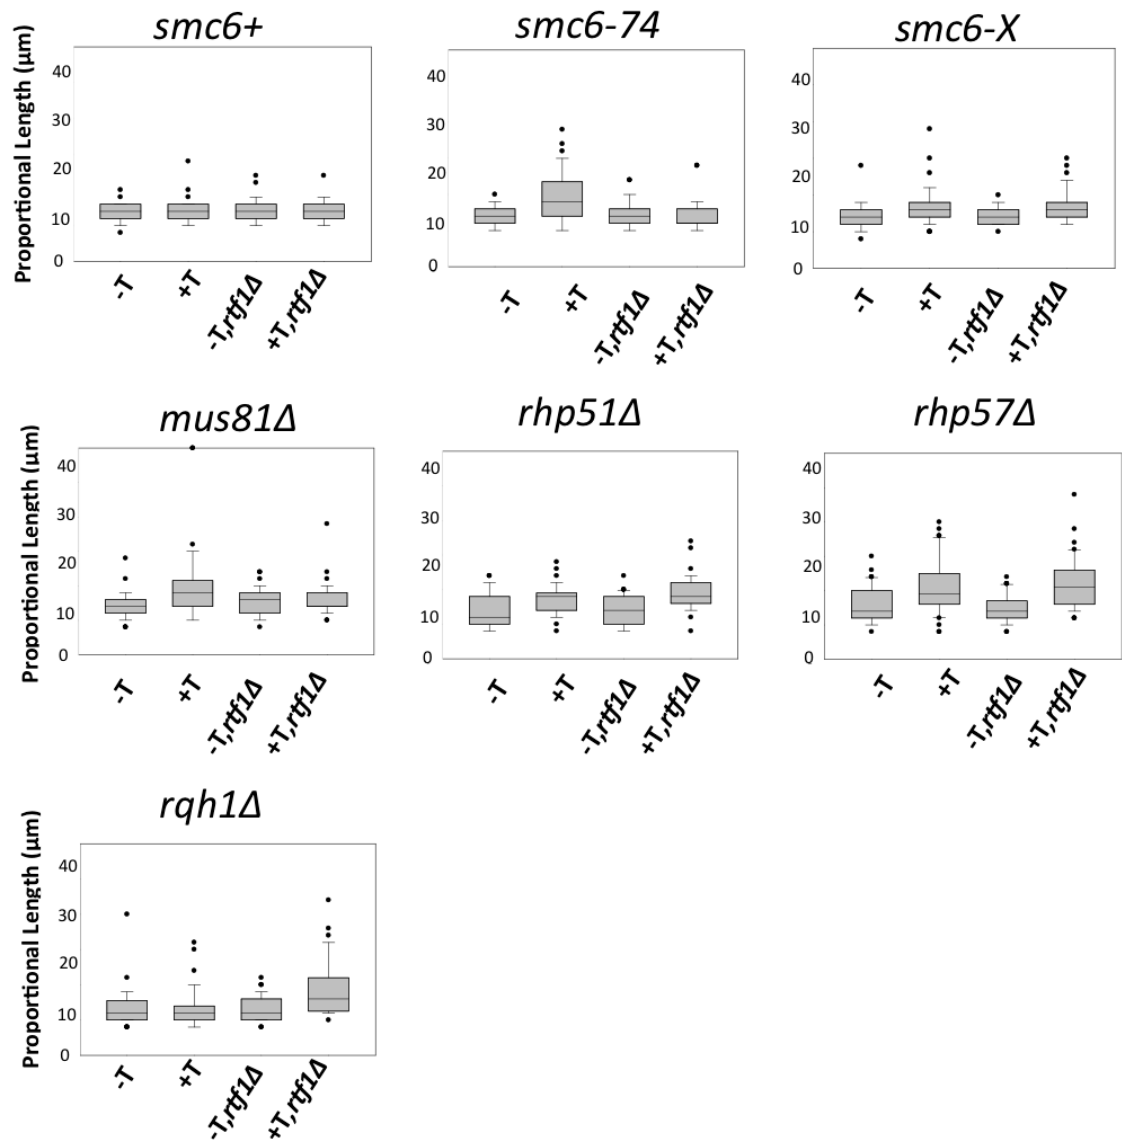 smc6+ smc6-74 smc6-X
Proportional Length (µm)
40 30 20 10 0
40 30 20 10 0
40 30 20 10 0
-T +T -T,rtf1Δ +T,rtf1Δ
-T +T -T,rtf1Δ +T,rtf1Δ
-T +T -T,rtf1Δ +T,rtf1Δ
mus81Δ rhp51Δ rhp57Δ
Proportional Length (µm)
40 30 20 10 0
40 30 20 10 0
40 30 20 10 0
-T +T -T,rtf1Δ +T,rtf1Δ
-T +T -T,rtf1Δ +T,rtf1Δ
-T +T -T,rtf1Δ +T,rtf1Δ
rqh1Δ
Proportional Length (µm)
40 30 20 10 0
-T +T -T,rtf1Δ +T,rtf1Δ